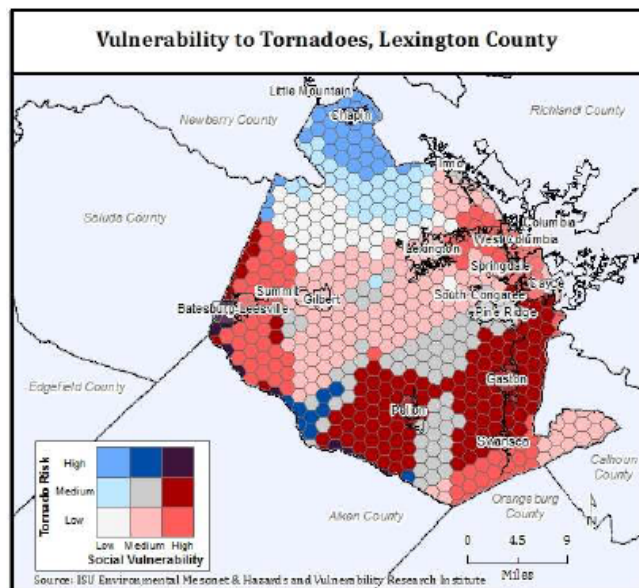 Vulnerability to Tornadoes, Lexington County
Little Mountain
Chapin
Newberry County
Richland County
Irmo
Saluda County
Columbia
Lexington
West Columbia
Springdale
Summit
Cayce
Gilbert
South Congaree
Batesburg-Leesville
Pine Ridge
Edgefield County
Gaston
Pelion
Swansea
Calhoun
County
Orangeburg
County
Aiken County
N
Tornado Risk
High
Medium
Low
Low Medium High
Social Vulnerability
0 4.5 9
Miles
Source: ISU Environmental Mesonet & Hazards and Vulnerability Research Institute